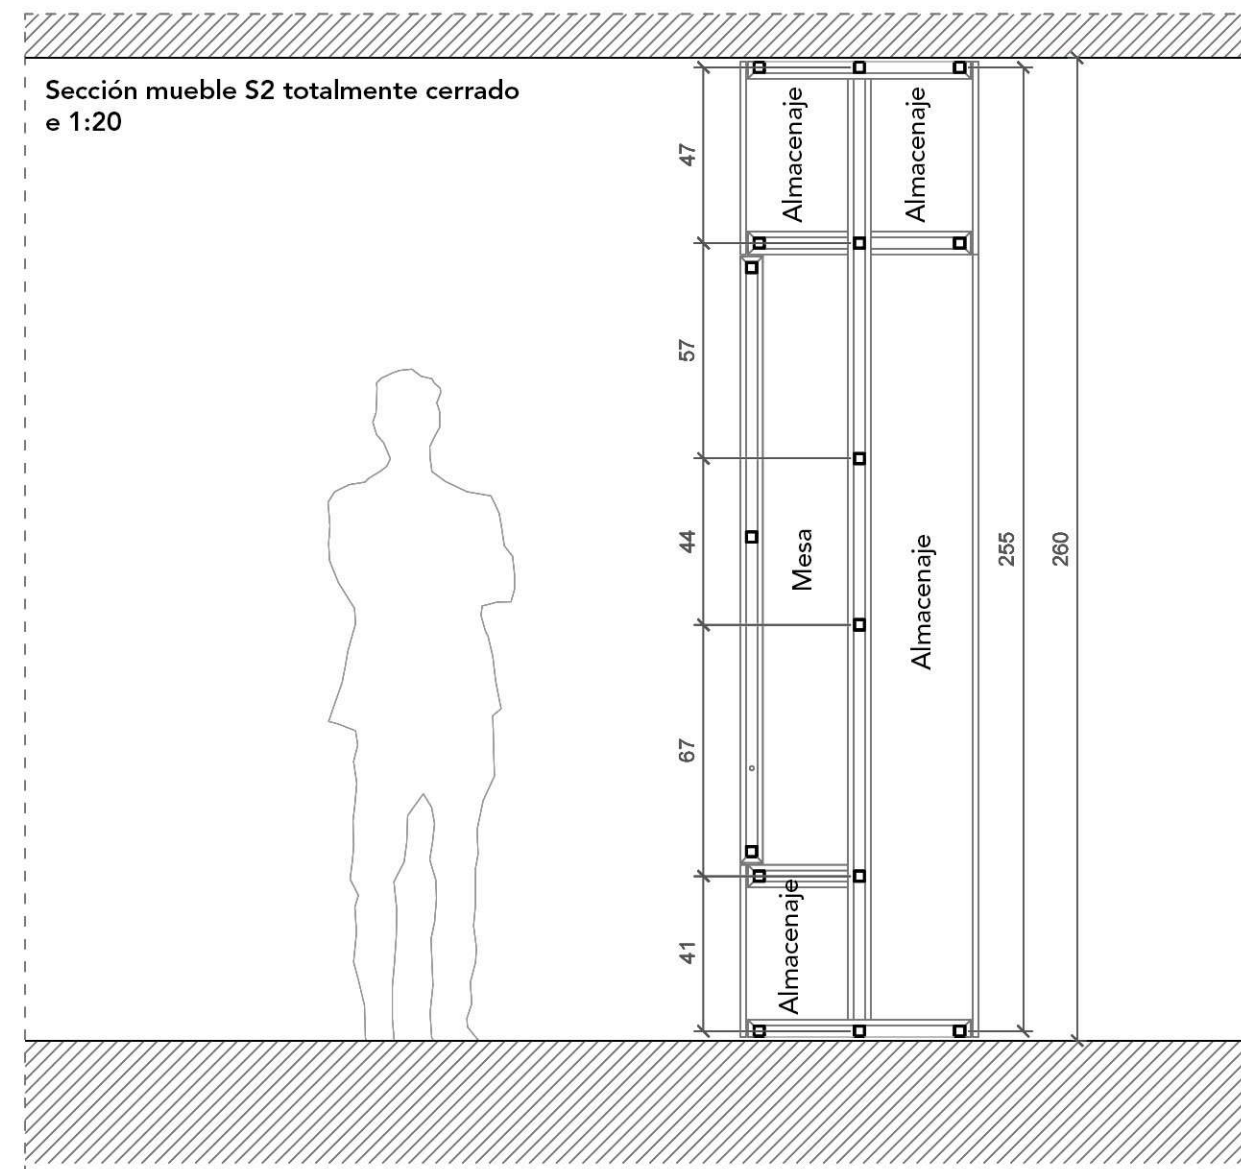 Sección mueble S2 totalmente cerrado
e 1:20
Almacenaje
Almacenaje
47
57
44
Mesa
Almacenaje
255
260
67
41
Almacenaje